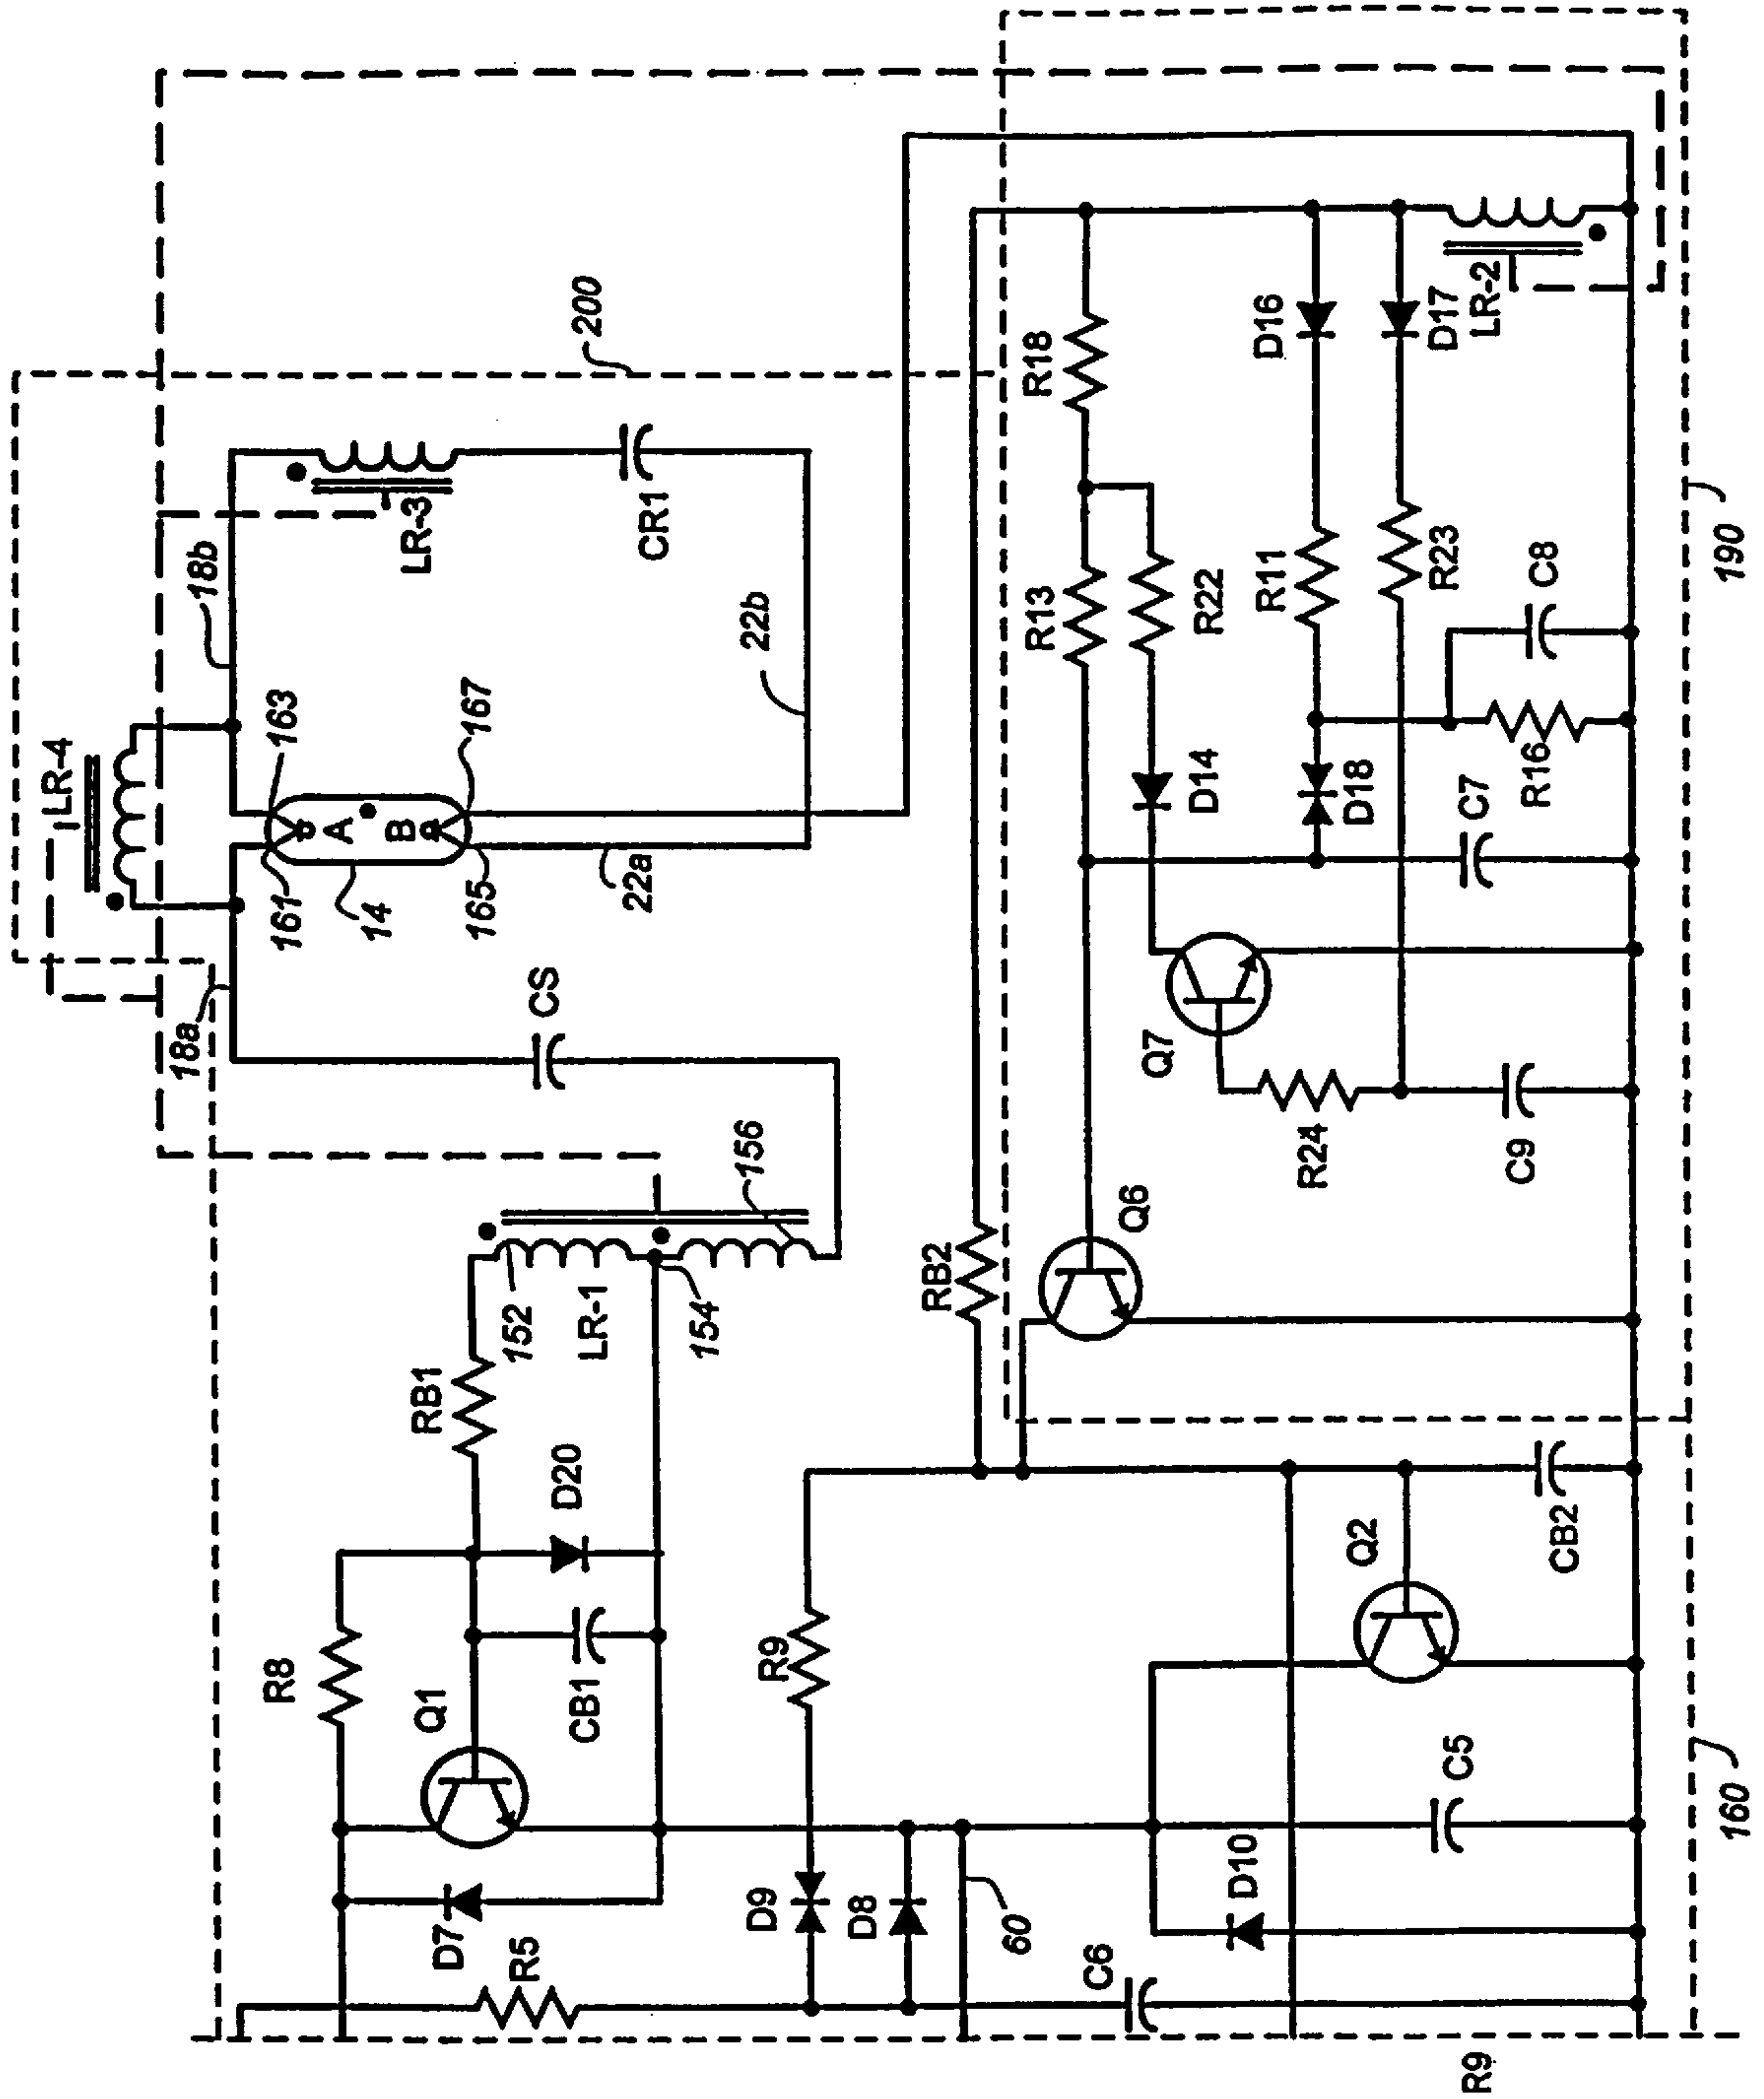 LR-4
200
18b
163
LR-3
CR1
22b
167
A
B
161
14
165
22a
18a
CS
156
152
LR-1
154
RB1
D20
R8
Q1
CB1
D7
R5
R9
D9
D8
60
C6
D10
C5
Q2
CB2
160
RB2
Q6
R18
R13
R22
D14
Q7
R24
C9
D16
R11
D17
LR-2
R23
C8
D18
R16
C7
190
R9